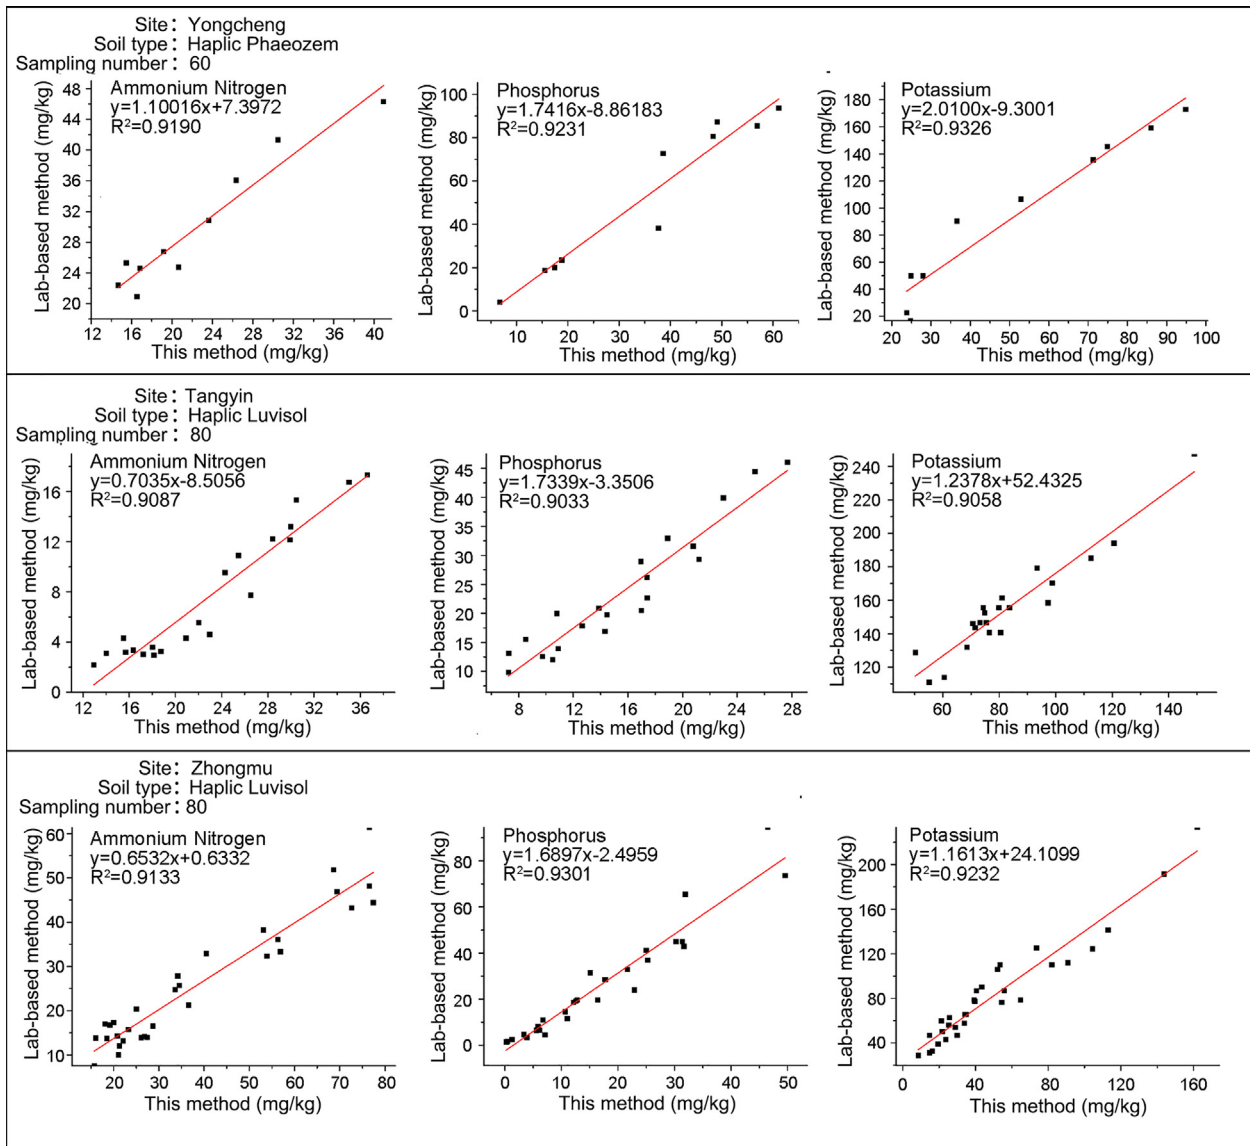 Site: Yongcheng
Soil type: Haplic Phaeozem
Sampling number: 60
Ammonium Nitrogen
y=1.10016x+7.3972
R²=0.9190
Lab-based method (mg/kg)
48
44
40
36
32
28
24
20
12 16 20 24 28 32 36 40
This method (mg/kg)
Phosphorus
y=1.7416x-8.86183
R²=0.9231
Lab-based method (mg/kg)
100
80
60
40
20
0
10 20 30 40 50 60
This method (mg/kg)
Potassium
y=2.0100x-9.3001
R²=0.9326
Lab-based method (mg/kg)
180
160
140
120
100
80
60
40
20
20 30 40 50 60 70 80 90 100
This method (mg/kg)
Site: Tangyin
Soil type: Haplic Luvisol
Sampling number: 80
Ammonium Nitrogen
y=0.7035x-8.5056
R²=0.9087
Lab-based method (mg/kg)
16
12
8
4
0
12 16 20 24 28 32 36
This method (mg/kg)
Phosphorus
y=1.7339x-3.3506
R²=0.9033
Lab-based method (mg/kg)
45
40
35
30
25
20
15
10
8 12 16 20 24 28
This method (mg/kg)
Potassium
y=1.2378x+52.4325
R²=0.9058
Lab-based method (mg/kg)
240
220
200
180
160
140
120
60 80 100 120 140
This method (mg/kg)
Site: Zhongmu
Soil type: Haplic Luvisol
Sampling number: 80
Ammonium Nitrogen
y=0.6532x+0.6332
R²=0.9133
Lab-based method (mg/kg)
60
50
40
30
20
10
20 30 40 50 60 70 80
This method (mg/kg)
Phosphorus
y=1.6897x-2.4959
R²=0.9301
Lab-based method (mg/kg)
80
60
40
20
0
0 10 20 30 40 50
This method (mg/kg)
Potassium
y=1.1613x+24.1099
R²=0.9232
Lab-based method (mg/kg)
200
160
120
80
40
0 40 80 120 160
This method (mg/kg)